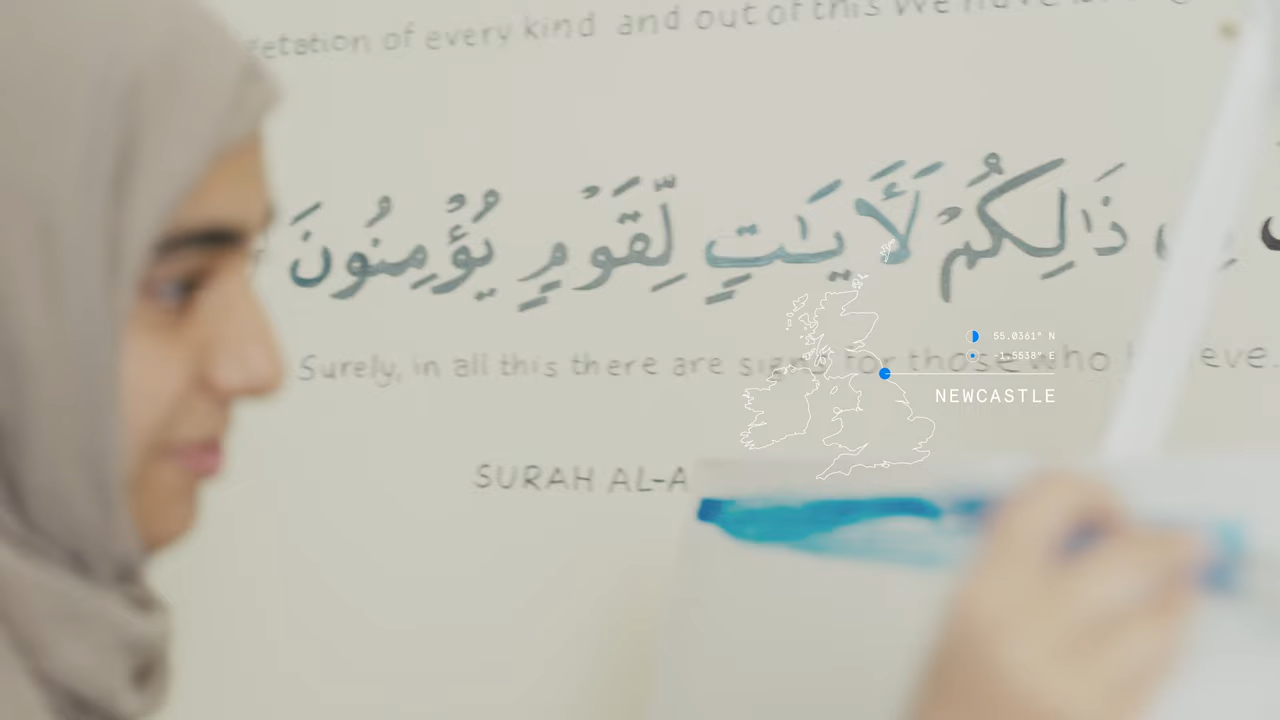 of every kind and out of this We have
ذَٰلِكُمْ لَأَيَـٰتٍ لِّقَوْمٍ يُؤْمِنُونَ
Surely, in all this there are signs for those who
SURAH AL-A
55.0361° N
-1.5538° E
NEWCASTLE